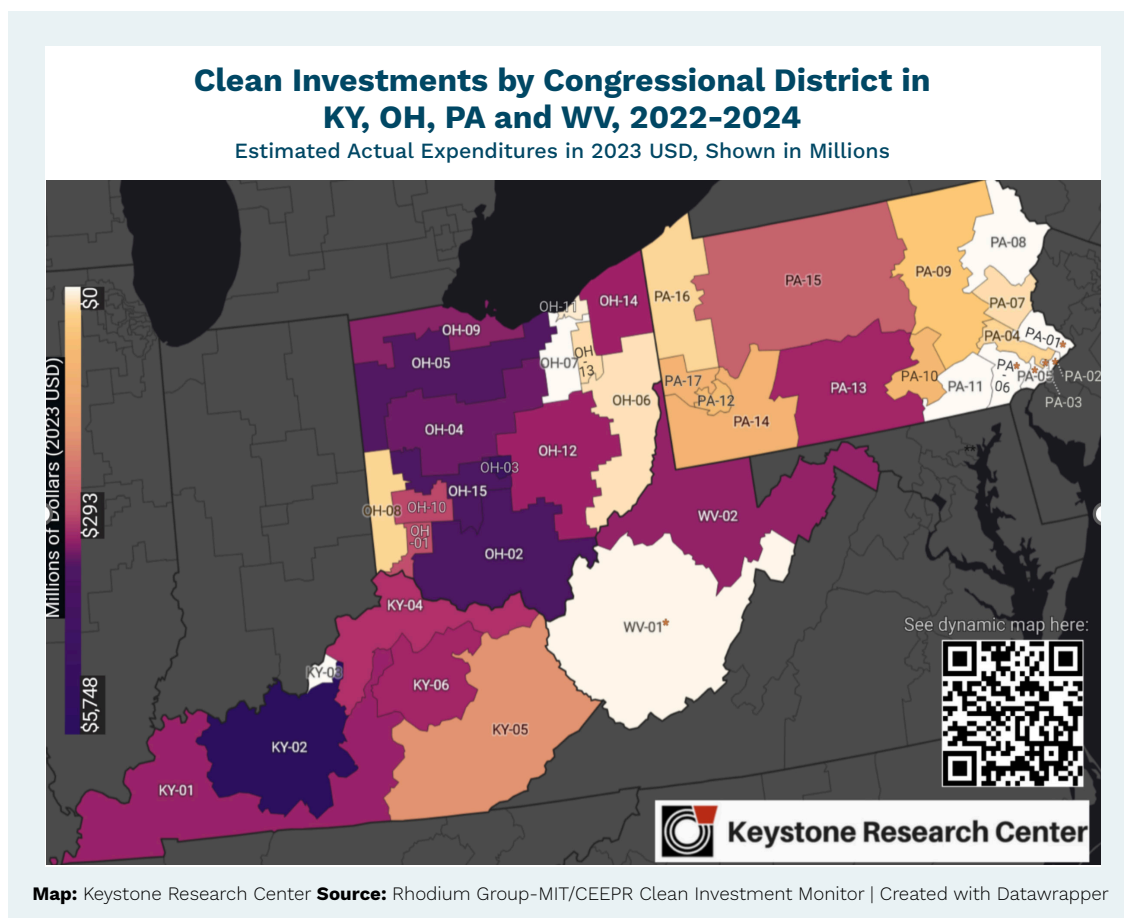 Clean Investments by Congressional District in
KY, OH, PA and WV, 2022-2024
Estimated Actual Expenditures in 2023 USD, Shown in Millions
PA-08
PA-09
PA-15
PA-16
OH-14
OH-11
PA-07
OH-09
PA-04
PA-01*
OH-05
OH-07
OH
-13
PA-17
PA-10
PA-11
PA*
-06
PA-05
PA-02
PA-13
PA-12
OH-06
PA-03
PA-14
OH-04
OH-12
OH-03
OH-15
OH-08
OH-10
WV-02
OH
-01
OH-02
KY-04
WV-01*
KY-03
KY-06
KY-05
KY-02
KY-01
Millions of Dollars (2023 USD)
$0
$293
$5,748
See dynamic map here:
Keystone Research Center
Map: Keystone Research Center Source: Rhodium Group-MIT/CEEPR Clean Investment Monitor | Created with Datawrapper